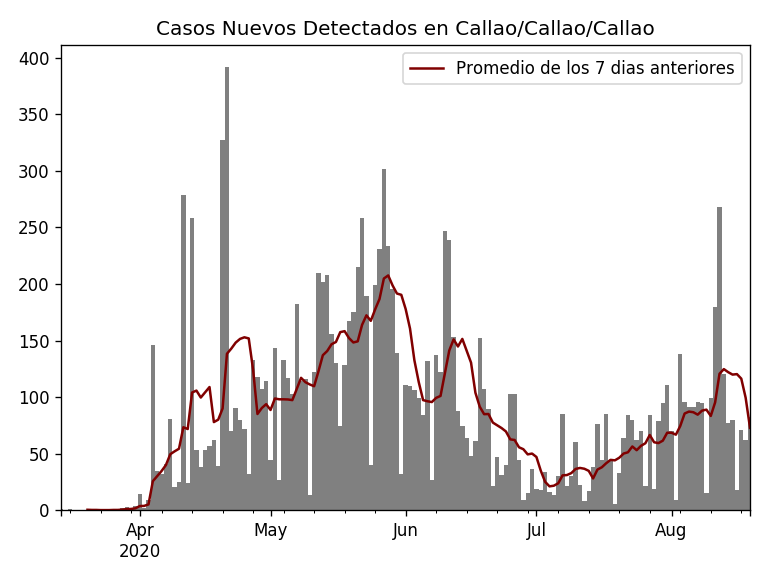 Casos Nuevos Detectados en Callao/Callao/Callao
Promedio de los 7 dias anteriores
400
350
300
250
200
150
100
50
0
Apr
2020
May
Jun
Jul
Aug